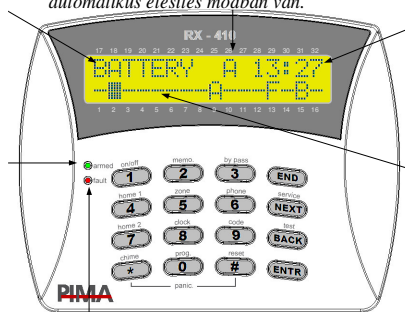 automatikus élesítés módban van.
RX - 410
17 18 19 20 21 22 23 24 25 26 27 28 29 30 31 32
BATTERY A 13:27
A F B
1 2 3 4 5 6 7 8 9 10 11 12 13 14 15 16
armed
fault
on/off memo. by pass
1 2 3 END
home 1 zone phone service
4 5 6 NEXT
home 2 clock code test
7 8 9 BACK
chime prog. reset
* 0 # ENTR
panic.
PIMA